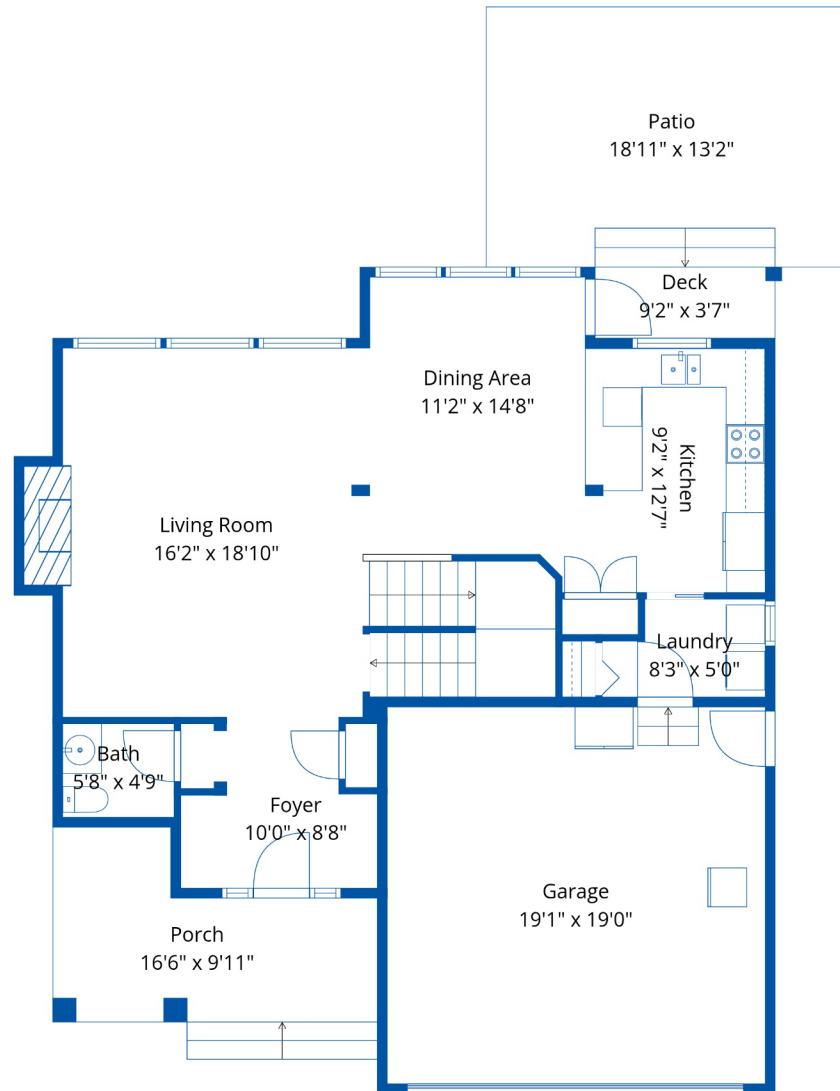 Patio
18'11" x 13'2"
Deck
9'2" x 3'7"
Dining Area
11'2" x 14'8"
Kitchen
9'2" x 12'7"
Living Room
16'2" x 18'10"
Laundry
8'3" x 5'0"
Bath
5'8" x 4'9"
Foyer
10'0" x 8'8"
Garage
19'1" x 19'0"
Porch
16'6" x 9'11"